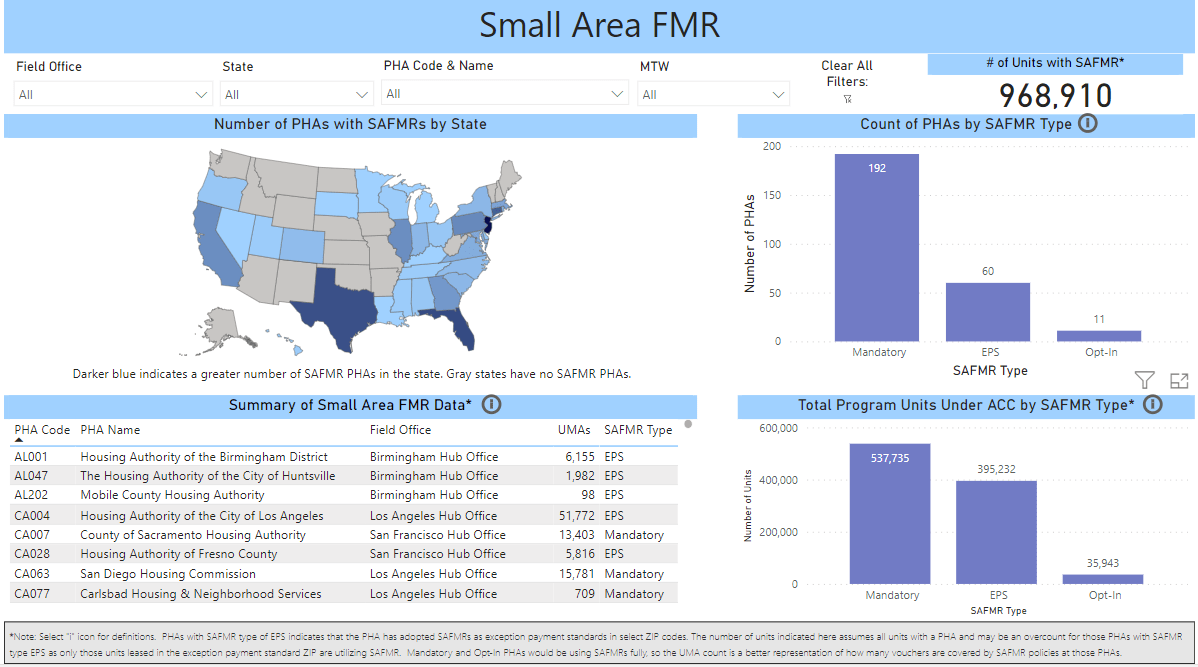 Small Area FMR
Field Office
State
PHA Code & Name
MTW
Clear All
Filters:
# of Units with SAFMR*
All
All
All
All
968,910
Number of PHAs with SAFMRs by State
Count of PHAs by SAFMR Type
200
150
100
50
0
Number of PHAs
192
60
11
Mandatory
EPS
Opt-In
SAFMR Type
Darker blue indicates a greater number of SAFMR PHAs in the state. Gray states have no SAFMR PHAs.
Summary of Small Area FMR Data*
PHA Code PHA Name Field Office UMAs SAFMR Type
AL001 Housing Authority of the Birmingham District Birmingham Hub Office 6,155 EPS
AL047 The Housing Authority of the City of Huntsville Birmingham Hub Office 1,982 EPS
AL202 Mobile County Housing Authority Birmingham Hub Office 98 EPS
CA004 Housing Authority of the City of Los Angeles Los Angeles Hub Office 51,772 EPS
CA007 County of Sacramento Housing Authority San Francisco Hub Office 13,403 Mandatory
CA028 Housing Authority of Fresno County San Francisco Hub Office 5,816 EPS
CA063 San Diego Housing Commission Los Angeles Hub Office 15,781 Mandatory
CA077 Carlsbad Housing & Neighborhood Services Los Angeles Hub Office 709 Mandatory
Total Program Units Under ACC by SAFMR Type*
600,000
400,000
200,000
0
Number of Units
537,735
395,232
35,943
Mandatory
EPS
Opt-In
SAFMR Type
*Note: Select "i" icon for definitions. PHAs with SAFMR type of EPS indicates that the PHA has adopted SAFMRs as exception payment standards in select ZIP codes. The number of units indicated here assumes all units with a PHA and may be an overcount for those PHAs with SAFMR
type EPS as only those units leased in the exception payment standard ZIP are utilizing SAFMR. Mandatory and Opt-In PHAs would be using SAFMRs fully, so the UMA count is a better representation of how many vouchers are covered by SAFMR policies at those PHAs.